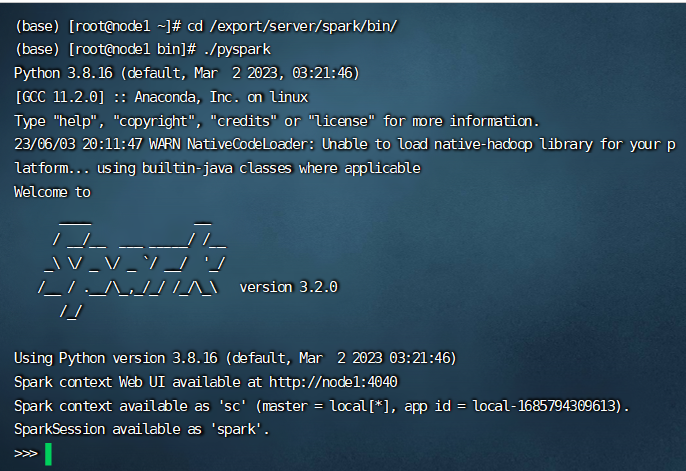 (base) [root@node1 ~]# cd /export/server/spark/bin/
(base) [root@node1 bin]# ./pyspark
Python 3.8.16 (default, Mar  2 2023, 03:21:46)
[GCC 11.2.0] :: Anaconda, Inc. on linux
Type "help", "copyright", "credits" or "license" for more information.
23/06/03 20:11:47 WARN NativeCodeLoader: Unable to load native-hadoop library for your p
latform... using builtin-java classes where applicable
Welcome to
      ____              __
     / __/__  ___ _____/ /__
    _\ \/ _ \/ _ `/ __/  '_/
   /__ / .__/\_,_/_/ /_/\_\   version 3.2.0
      /_/
Using Python version 3.8.16 (default, Mar  2 2023 03:21:46)
Spark context Web UI available at http://node1:4040
Spark context available as 'sc' (master = local[*], app id = local-1685794309613).
SparkSession available as 'spark'.
>>>